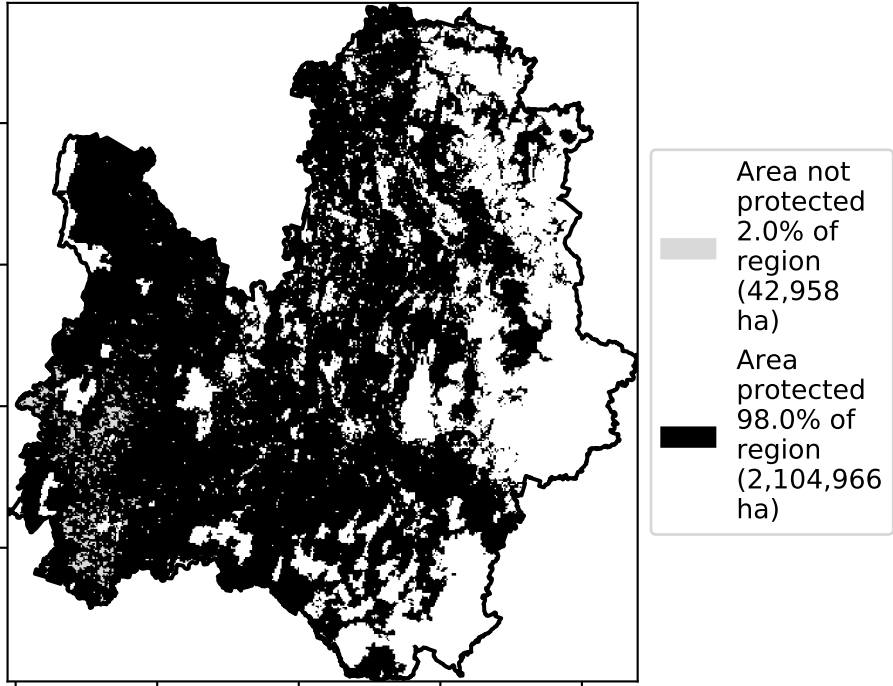 Area not
protected
2.0% of
region
(42,958
ha)
Area
protected
98.0% of
region
(2,104,966
ha)